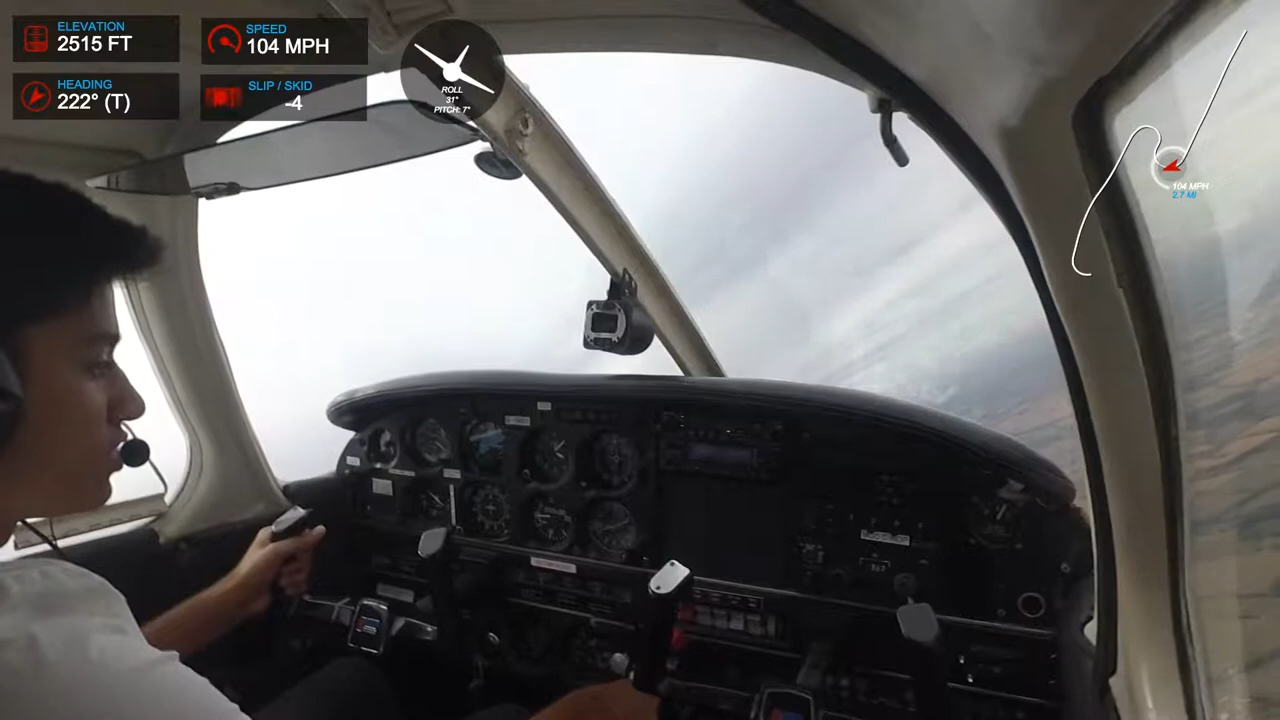 ELEVATION
2515 FT
SPEED
104 MPH
HEADING
222° (T)
SLIP / SKID
-4
ROLL
31°
PITCH: 7°
104 MPH
2.7 MI